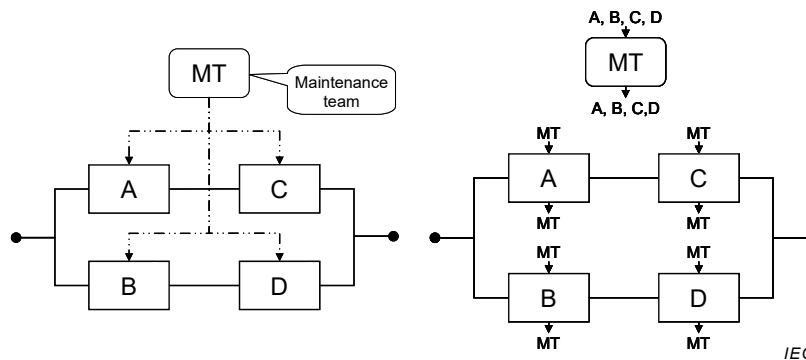 MT
Maintenance
team
A
C
B
D
A, B, C, D
MT
A, B, C,D
MT
MT
A
C
MT
MT
MT
MT
B
D
MT
MT
IEC